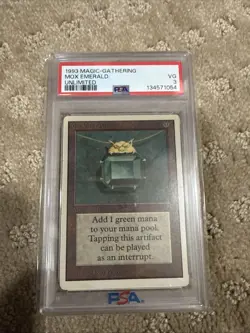 1993 MAGIC-GATHERING
MOX EMERALD
UNLIMITED
VG
3
PSA
134571064
Add 1 green mana
to your mana pool.
Tapping this artifact
can be played
as an interrupt.
PSA